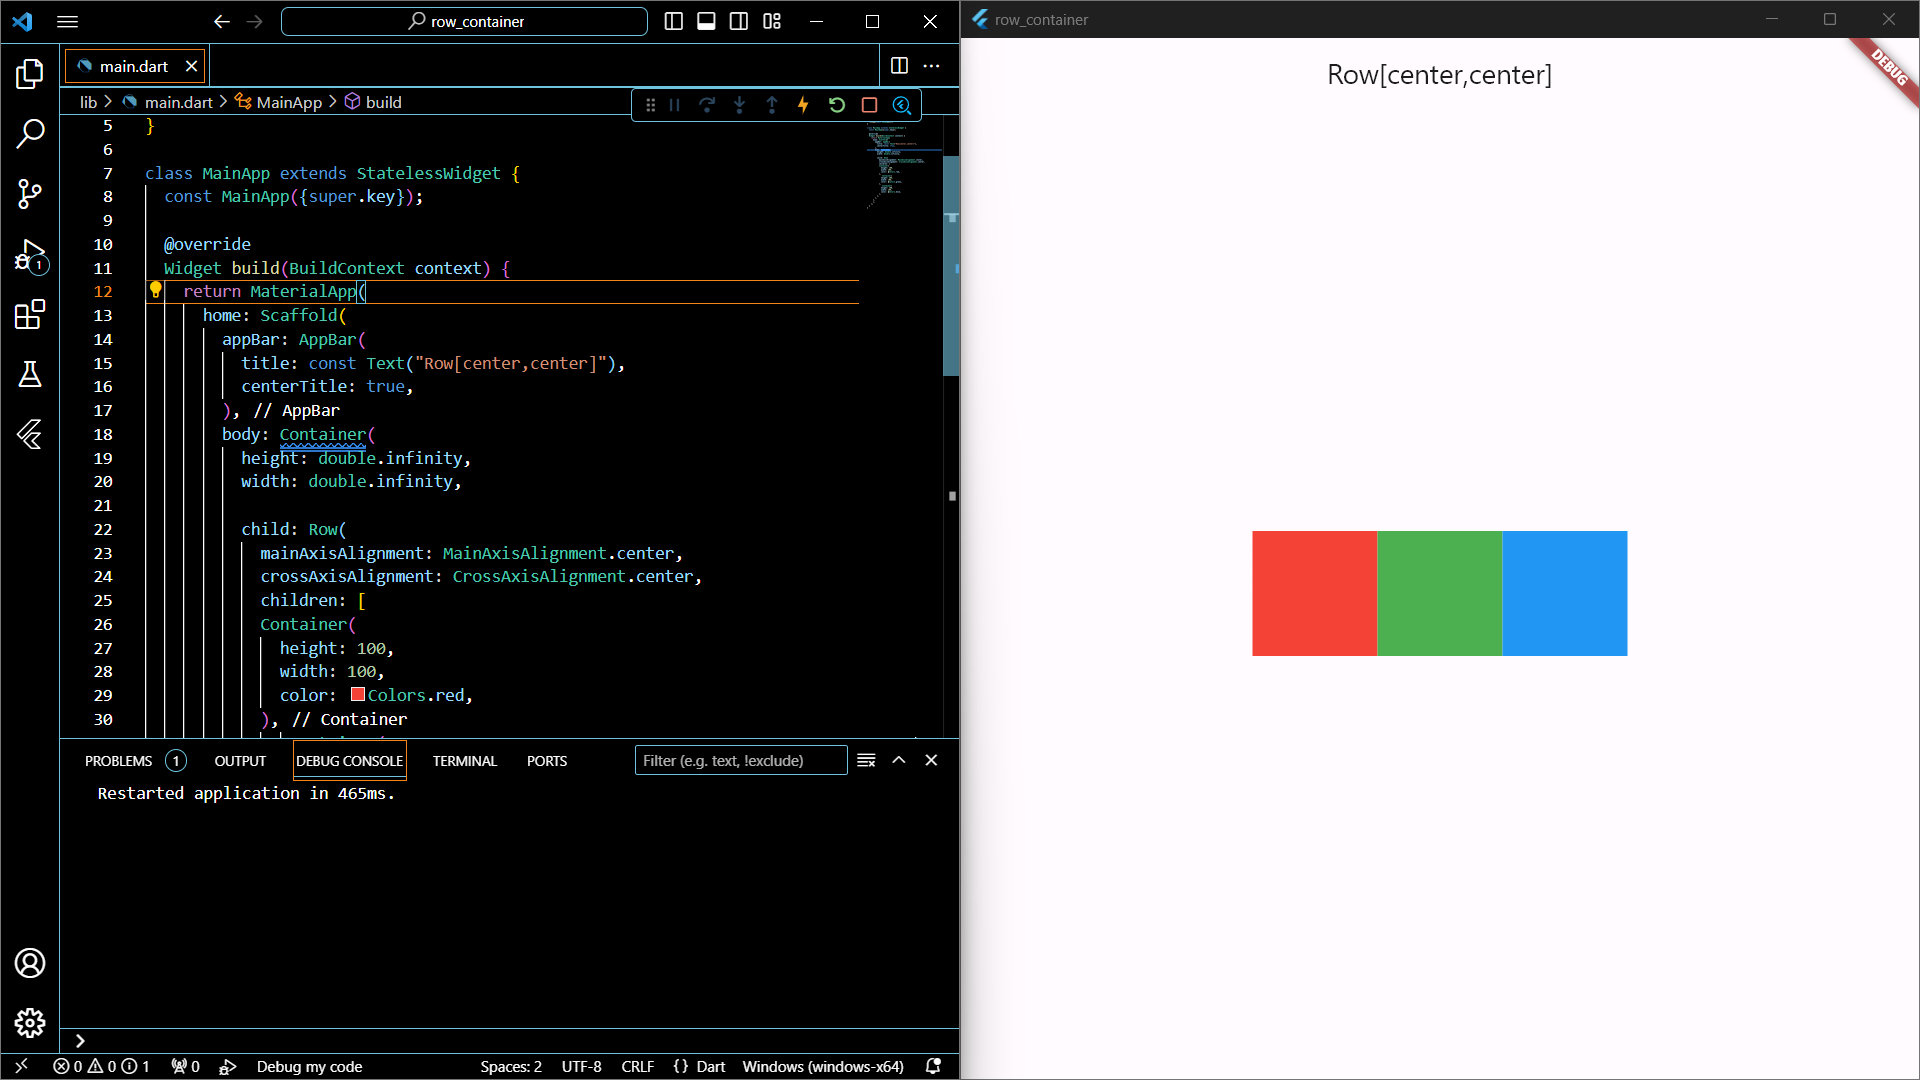 row_container
main.dart
lib > main.dart > MainApp > build
5 }
6
7 class MainApp extends StatelessWidget {
8 const MainApp({super.key});
9
10 @override
11 Widget build(BuildContext context) {
12 return MaterialApp(
13 home: Scaffold(
14 appBar: AppBar(
15 title: const Text("Row[center,center]"),
16 centerTitle: true,
17 ), // AppBar
18 body: Container(
19 height: double.infinity,
20 width: double.infinity,
21
22 child: Row(
23 mainAxisAlignment: MainAxisAlignment.center,
24 crossAxisAlignment: CrossAxisAlignment.center,
25 children: [
26 Container(
27 height: 100,
28 width: 100,
29 color: Colors.red,
30 ), // Container
1
PROBLEMS 1 OUTPUT DEBUG CONSOLE TERMINAL PORTS Filter (e.g. text, !exclude)
Restarted application in 465ms.
0 0 1 0 Debug my code Spaces: 2 UTF-8 CRLF {} Dart Windows (windows-x64)
row_container
Row[center,center]
DEBUG